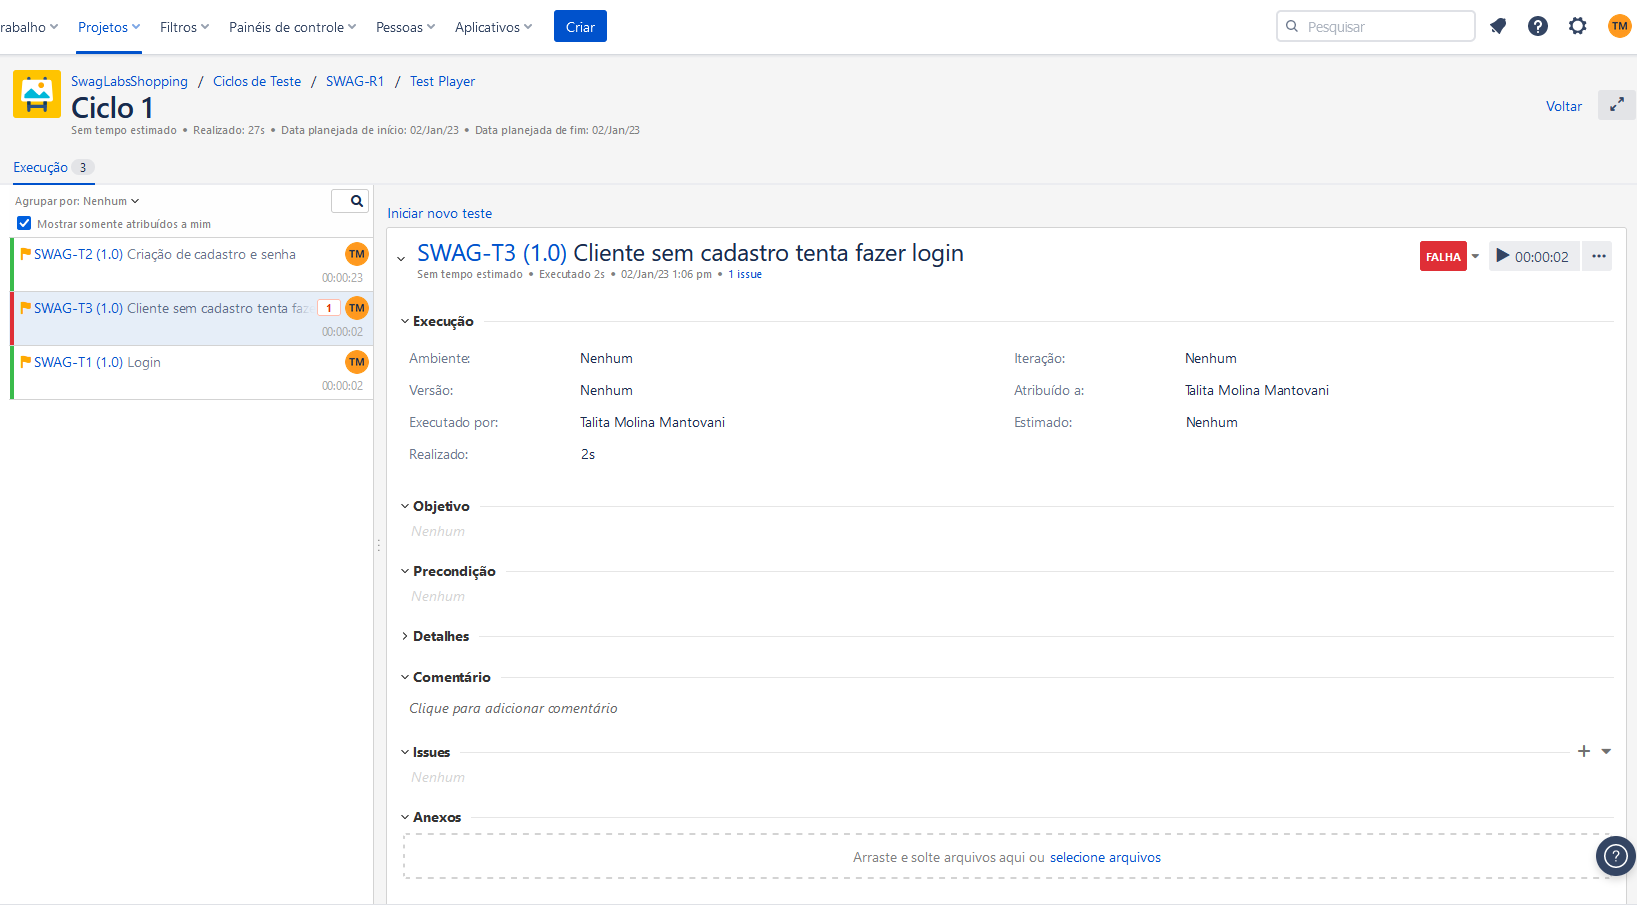 rabalho Projetos Filtros Painéis de controle Pessoas Aplicativos Criar Pesquisar TM
SwagLabsShopping / Ciclos de Teste / SWAG-R1 / Test Player
Ciclo 1
Sem tempo estimado • Realizado: 27s • Data planejada de início: 02/Jan/23 • Data planejada de fim: 02/Jan/23
Voltar
Execução 3
Agrupar por: Nenhum
Mostrar somente atribuídos a mim
SWAG-T2 (1.0) Criação de cadastro e senha TM
00:00:23
SWAG-T3 (1.0) Cliente sem cadastro tenta faz 1 TM
00:00:02
SWAG-T1 (1.0) Login TM
00:00:02
Iniciar novo teste
SWAG-T3 (1.0) Cliente sem cadastro tenta fazer login
FALHA 00:00:02
Sem tempo estimado • Executado 2s • 02/Jan/23 1:06 pm • 1 issue
Execução
Ambiente: Nenhum Iteração: Nenhum
Versão: Nenhum Atribuído a: Talita Molina Mantovani
Executado por: Talita Molina Mantovani Estimado: Nenhum
Realizado: 2s
Objetivo
Nenhum
Precondição
Nenhum
Detalhes
Comentário
Clique para adicionar comentário
Issues
Nenhum
Anexos
Arraste e solte arquivos aqui ou selecione arquivos